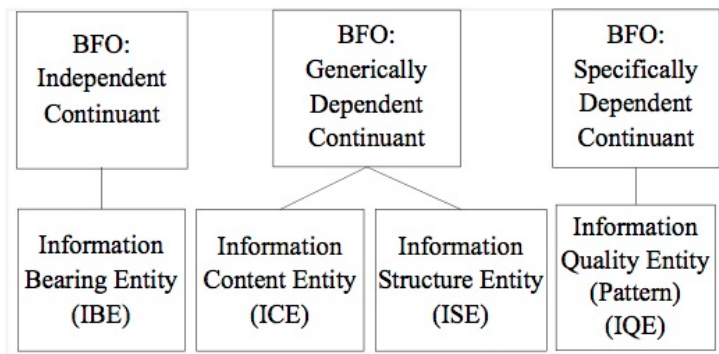 BFO:
Independent
Continuant
BFO:
Generically
Dependent
Continuant
BFO:
Specifically
Dependent
Continuant
Information
Bearing Entity
(IBE)
Information
Content Entity
(ICE)
Information
Structure Entity
(ISE)
Information
Quality Entity
(Pattern)
(IQE)